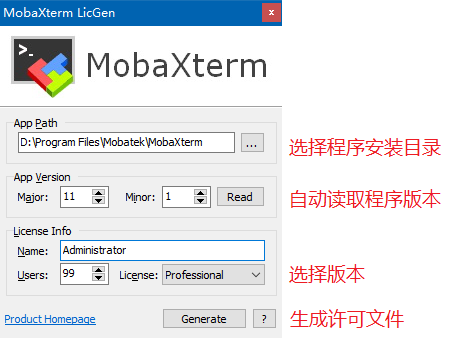 MobaXterm LicGen
x
>_
MobaXterm
App Path
D:\Program Files\Mobatek\MobaXterm
...
选择程序安装目录
App Version
Major: 11 Minor: 1 Read
自动读取程序版本
License Info
Name: Administrator
Users: 99 License: Professional
选择版本
Product Homepage Generate ?
生成许可文件